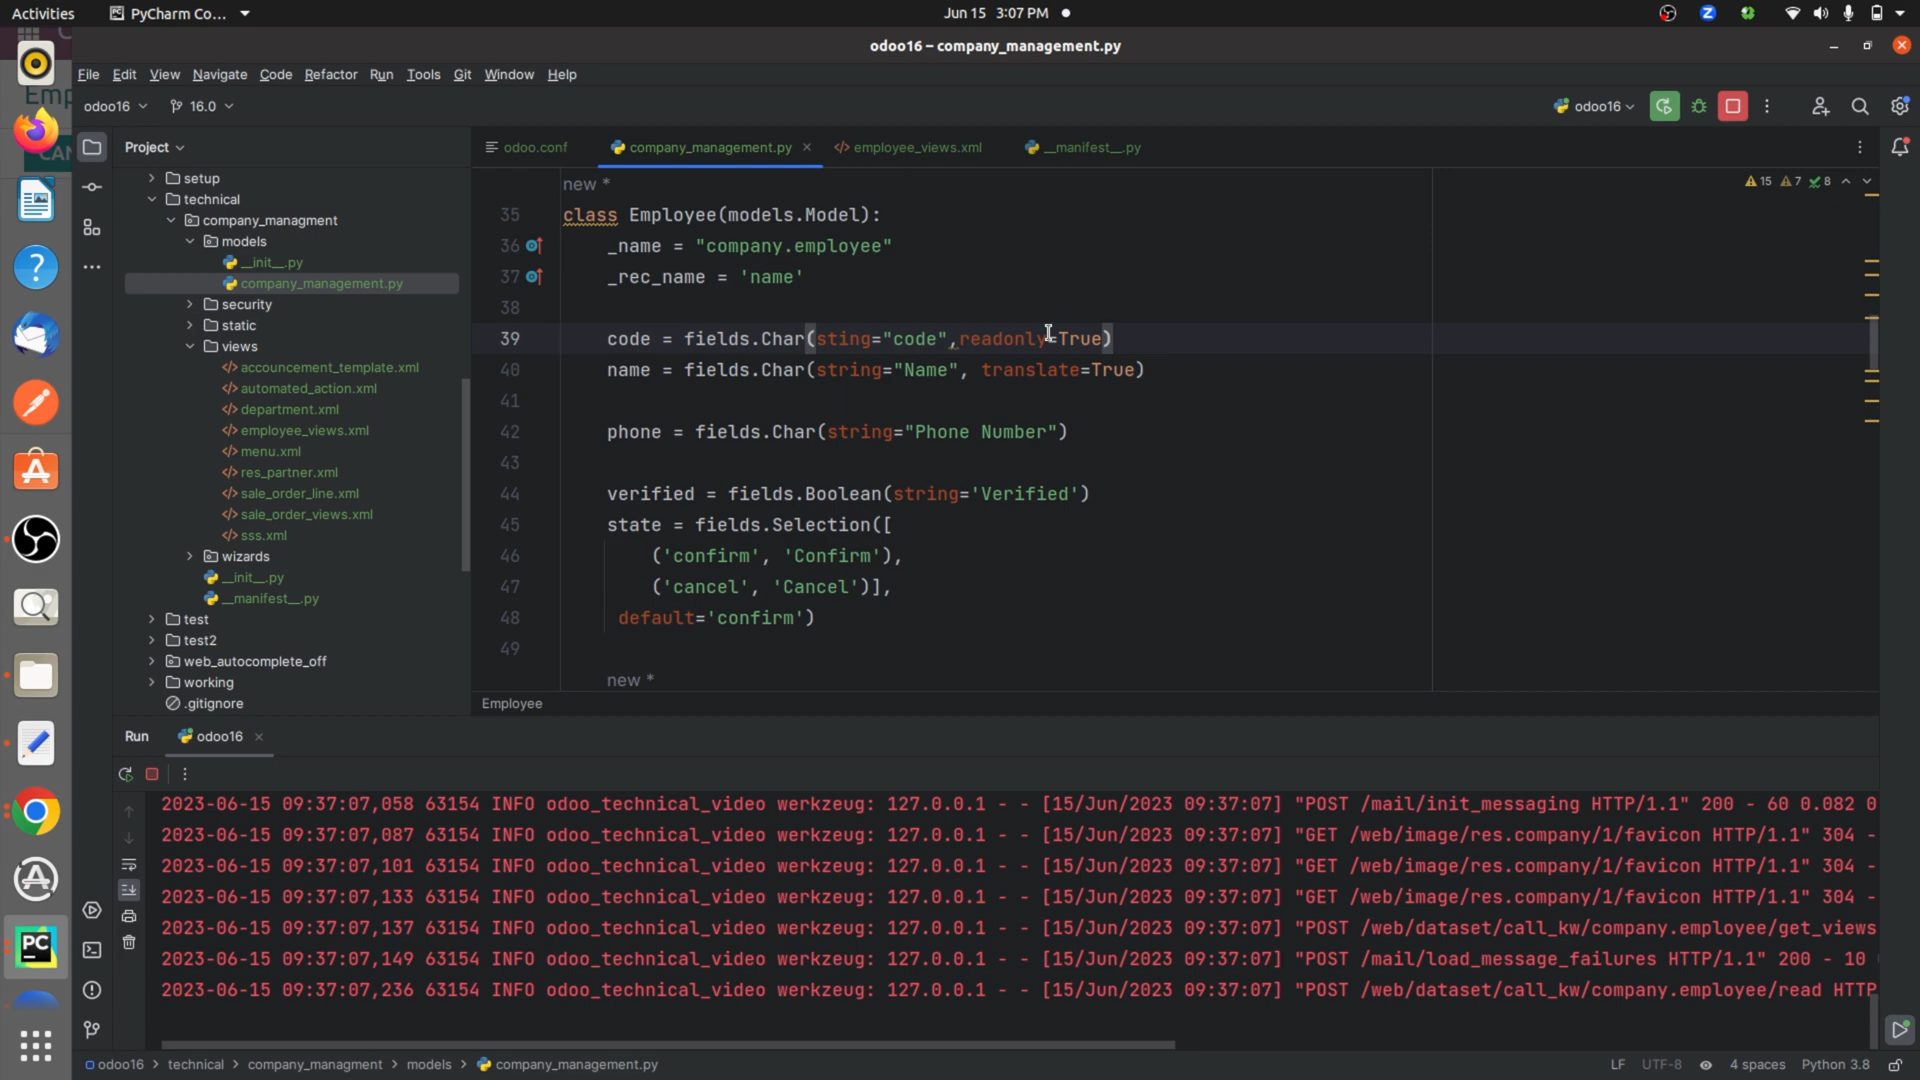 Activities
PyCharm Co...
Jun 15 3:07 PM
Z
odoo16 – company_management.py
File Edit View Navigate Code Refactor Run Tools Git Window Help
odoo16
16.0
odoo16
Emp
CAN
Project
setup
technical
company_managment
models
__init__.py
company_management.py
security
static
views
accouncement_template.xml
automated_action.xml
department.xml
employee_views.xml
menu.xml
res_partner.xml
sale_order_line.xml
sale_order_views.xml
sss.xml
wizards
__init__.py
__manifest__.py
test
test2
web_autocomplete_off
working
.gitignore
odoo.conf
company_management.py
employee_views.xml
__manifest__.py
15 7 8
new *
35 class Employee(models.Model):
36 _name = "company.employee"
37 _rec_name = 'name'
38
39 code = fields.Char(sting="code",readonly=True)
40 name = fields.Char(string="Name", translate=True)
41
42 phone = fields.Char(string="Phone Number")
43
44 verified = fields.Boolean(string='Verified')
45 state = fields.Selection([
46 ('confirm', 'Confirm'),
47 ('cancel', 'Cancel')],
48 default='confirm')
49
new *
Employee
Run
odoo16
2023-06-15 09:37:07,058 63154 INFO odoo_technical_video werkzeug: 127.0.0.1 - - [15/Jun/2023 09:37:07] "POST /mail/init_messaging HTTP/1.1" 200 - 60 0.082 0
2023-06-15 09:37:07,087 63154 INFO odoo_technical_video werkzeug: 127.0.0.1 - - [15/Jun/2023 09:37:07] "GET /web/image/res.company/1/favicon HTTP/1.1" 304 -
2023-06-15 09:37:07,101 63154 INFO odoo_technical_video werkzeug: 127.0.0.1 - - [15/Jun/2023 09:37:07] "GET /web/image/res.company/1/favicon HTTP/1.1" 304 -
2023-06-15 09:37:07,133 63154 INFO odoo_technical_video werkzeug: 127.0.0.1 - - [15/Jun/2023 09:37:07] "GET /web/image/res.company/1/favicon HTTP/1.1" 304 -
2023-06-15 09:37:07,137 63154 INFO odoo_technical_video werkzeug: 127.0.0.1 - - [15/Jun/2023 09:37:07] "POST /web/dataset/call_kw/company.employee/get_views
2023-06-15 09:37:07,149 63154 INFO odoo_technical_video werkzeug: 127.0.0.1 - - [15/Jun/2023 09:37:07] "POST /mail/load_message_failures HTTP/1.1" 200 - 10
2023-06-15 09:37:07,236 63154 INFO odoo_technical_video werkzeug: 127.0.0.1 - - [15/Jun/2023 09:37:07] "POST /web/dataset/call_kw/company.employee/read HTTP
PC
odoo16 > technical > company_managment > models > company_management.py
LF UTF-8 4 spaces Python 3.8